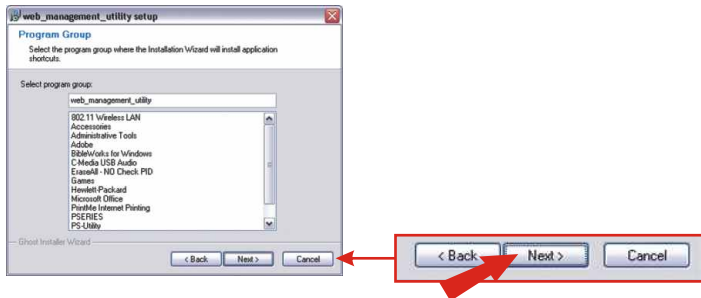 web_management_utility setup
Program Group
Select the program group where the Installation Wizard will install application
shortcuts.
Select program group:
web_management_utility
802.11 Wireless LAN
Accessories
Administrative Tools
Adobe
BibleWorks for Windows
C-Media USB Audio
EraseAll - NO Check PID
Games
Hewlett-Packard
Microsoft Office
PrintMe Internet Printing
PSERIES
PS-Utility
Ghost Installer Wizard
< Back Next > Cancel
< Back Next > Cancel